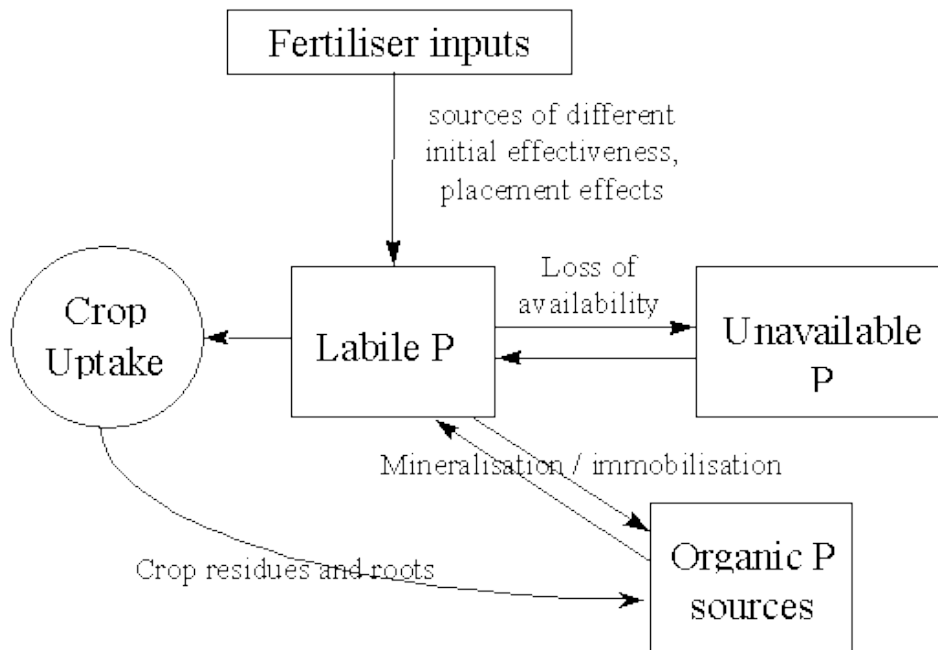 Fertiliser inputs
sources of different
initial effectiveness,
placement effects
Crop
Uptake
Labile P
Loss of
availability
Unavailable
P
Mineralisation / immobilisation
Crop residues and roots
Organic P
sources